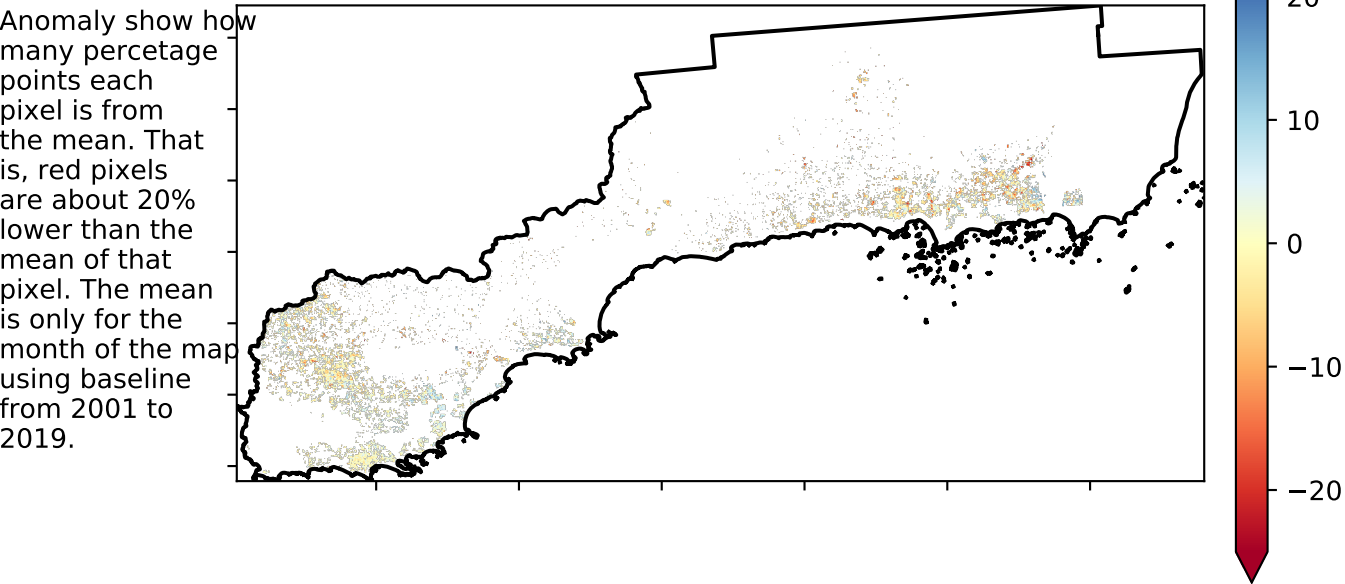 Anomaly show how
many percetage
points each
pixel is from
the mean. That
is, red pixels
are about 20%
lower than the
mean of that
pixel. The mean
is only for the
month of the map
using baseline
from 2001 to
2019.
20
10
0
−10
−20